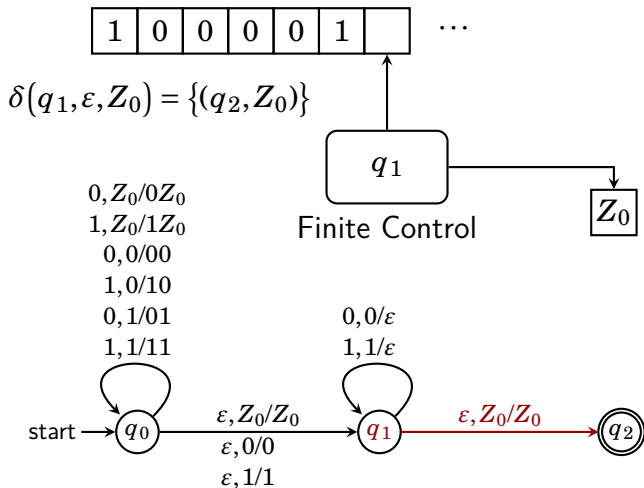 1 0 0 0 0 1 ⋯
δ(q₁, ε, Z₀) = {(q₂, Z₀)}
q₁
Z₀
Finite Control
0, Z₀/0Z₀
1, Z₀/1Z₀
0, 0/00
1, 0/10
0, 1/01
1, 1/11
0, 0/ε
1, 1/ε
start q₀ ε, Z₀/Z₀ q₁ ε, Z₀/Z₀ q₂
ε, 0/0
ε, 1/1